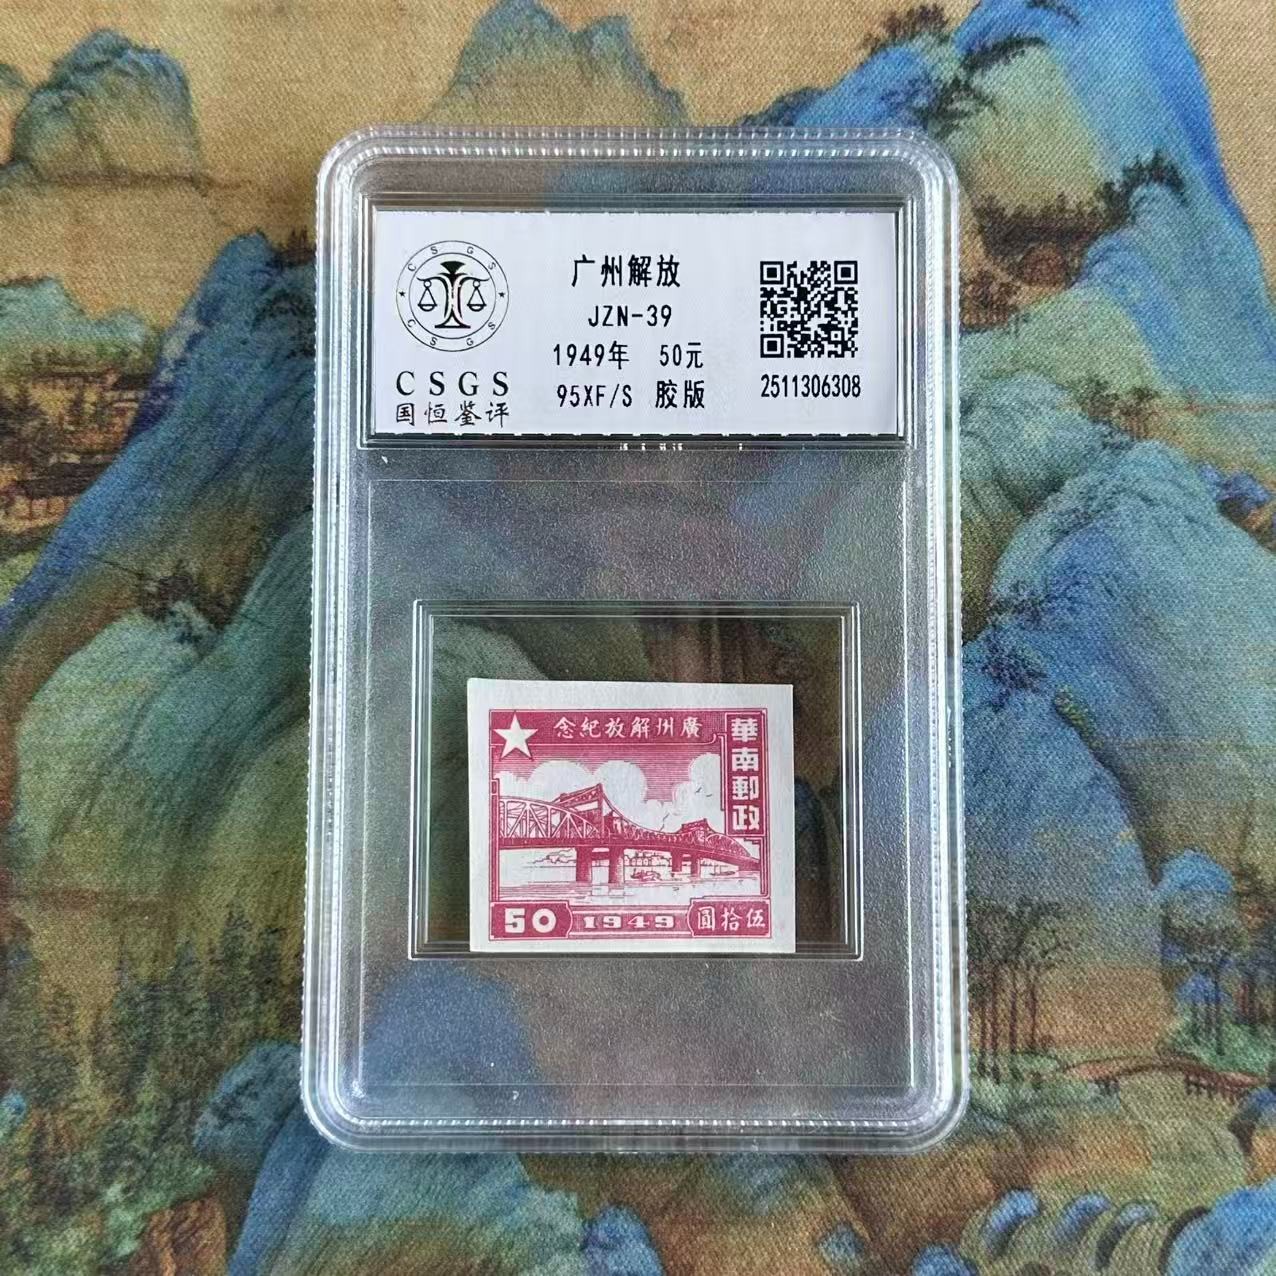 CSGS
CSGS
CSGS
国恒鉴评
广州解放
JZN-39
1949年 50元
95XF/S 胶版
2511306308
廣州解放紀念
華南郵政
50
1949
伍拾圓